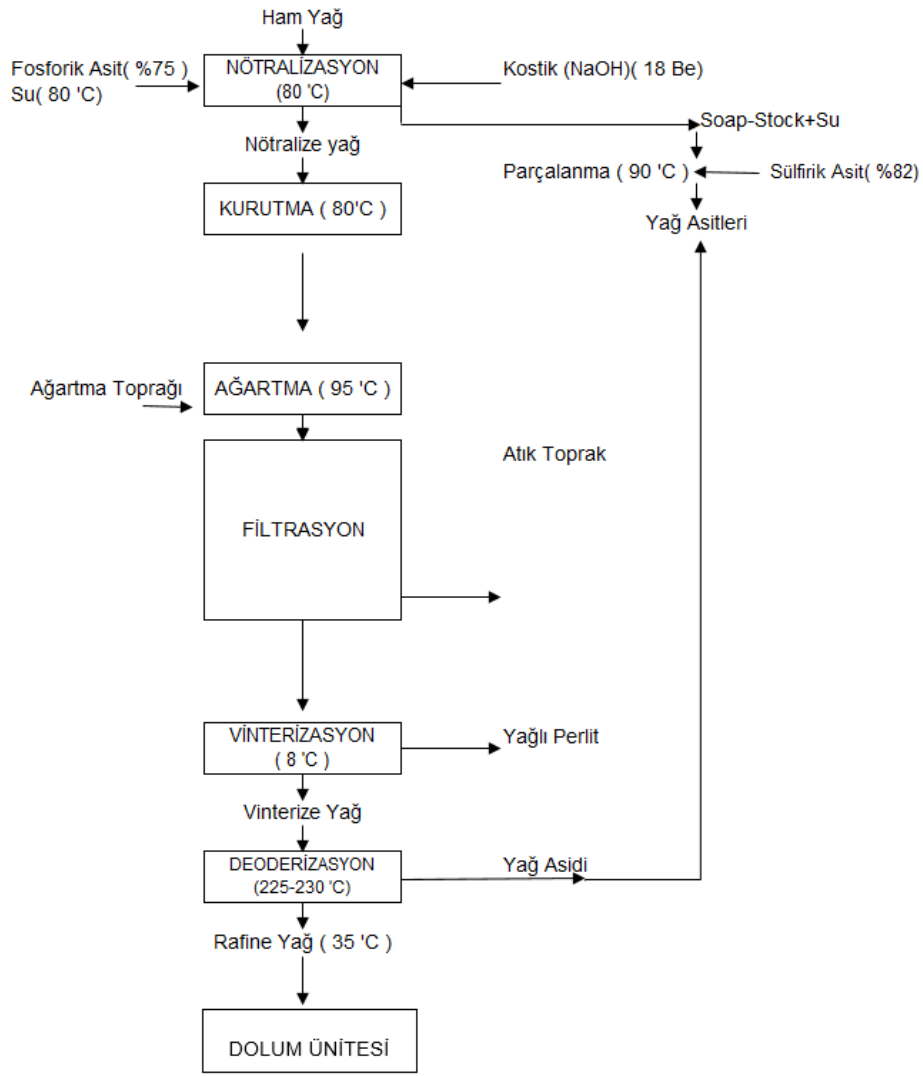 Ham Yağ
Fosforik Asit( %75 )
Su( 80 'C)
NÖTRALİZASYON
(80 'C)
Kostik (NaOH)( 18 Be)
Soap-Stock+Su
Nötralize yağ
Parçalanma ( 90 'C )
Sülfirik Asit( %82)
KURUTMA ( 80'C )
Yağ Asitleri
Ağartma Toprağı
AĞARTMA ( 95 'C )
Atık Toprak
FİLTRASYON
VİNTERİZASYON
( 8 'C )
Yağlı Perlit
Vinterize Yağ
DEODERİZASYON
(225-230 'C)
Yağ Asidi
Rafine Yağ ( 35 'C )
DOLUM ÜNİTESİ